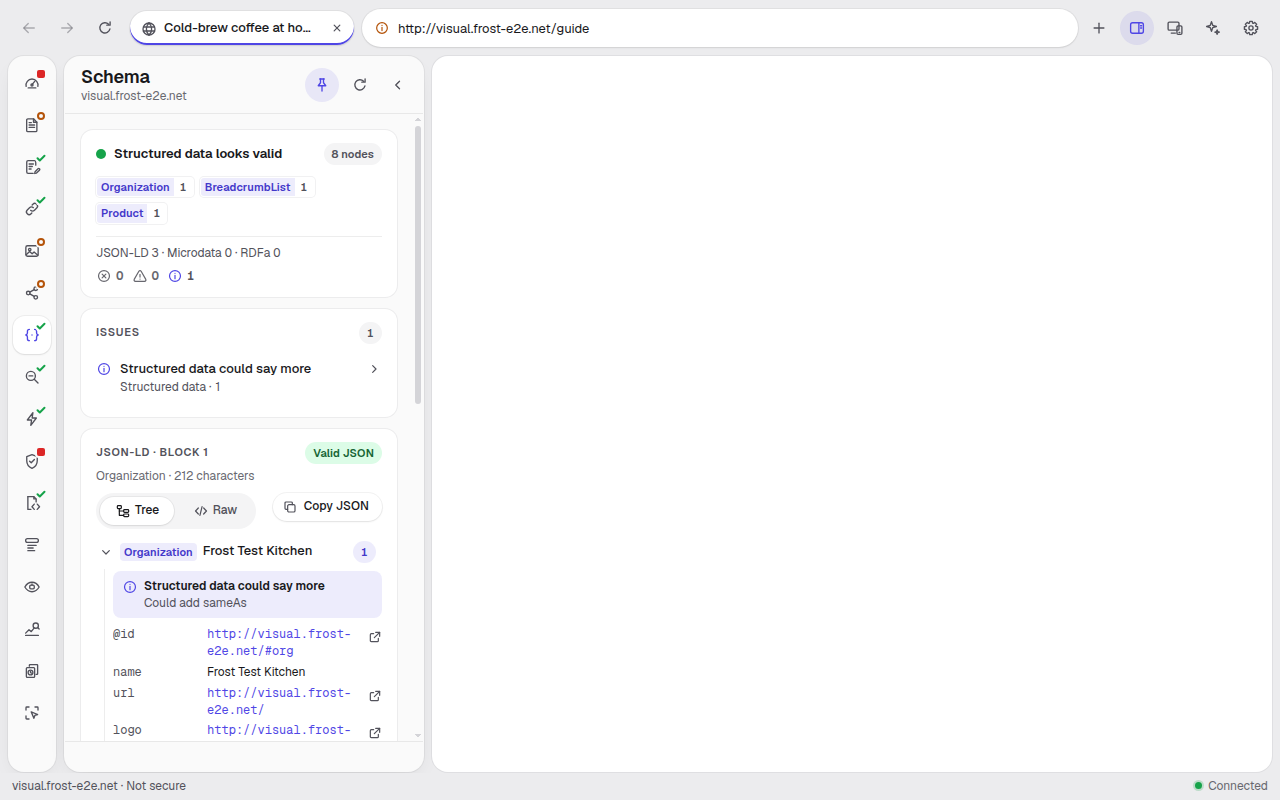 Cold-brew coffee at ho...
http://visual.frost-e2e.net/guide
Schema
visual.frost-e2e.net
Structured data looks valid
8 nodes
Organization 1
BreadcrumbList 1
Product 1
JSON-LD 3 · Microdata 0 · RDFa 0
0 0 1
ISSUES
1
Structured data could say more
Structured data · 1
JSON-LD · BLOCK 1
Valid JSON
Organization · 212 characters
Tree
Raw
Copy JSON
Organization Frost Test Kitchen 1
Structured data could say more
Could add sameAs
@id http://visual.frost-
e2e.net/#org
name Frost Test Kitchen
url http://visual.frost-
e2e.net/
logo http://visual.frost-
visual.frost-e2e.net · Not secure
Connected